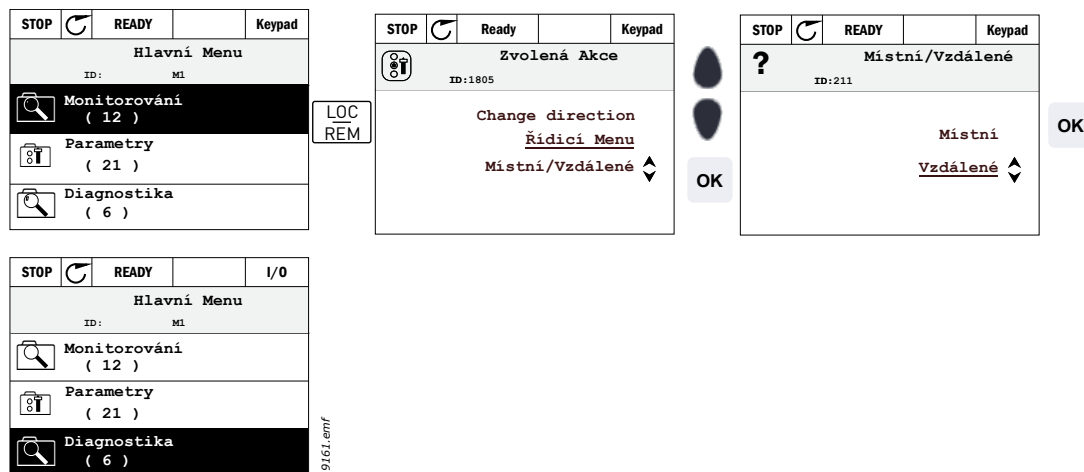 STOP READY Keypad
Hlavní Menu
ID: M1
Monitorování
( 12 )
Parametry
( 21 )
Diagnostika
( 6 )
LOC
REM
STOP Ready Keypad
Zvolená Akce
ID:1805
Change direction
Řídicí Menu
Místní/Vzdálené
OK
STOP READY Keypad
?
Místní/Vzdálené
ID:211
Místní
Vzdálené
OK
STOP READY I/0
Hlavní Menu
ID: M1
Monitorování
( 12 )
Parametry
( 21 )
Diagnostika
( 6 )
9161.emf